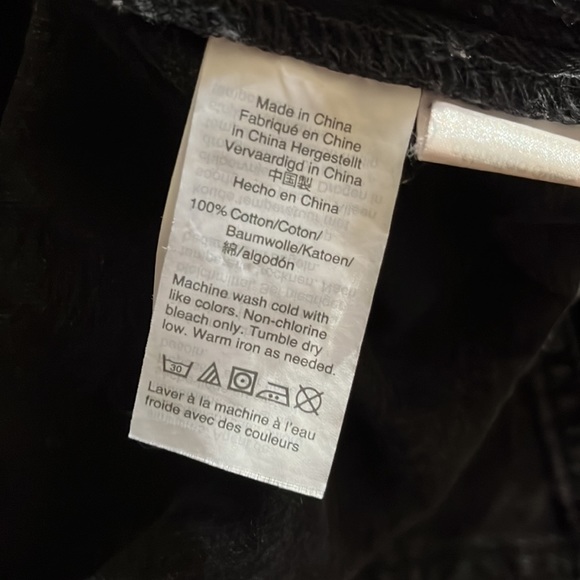 Made in China
Fabriqué en Chine
in China Hergestellt
Vervaardigd in China
中国製
Hecho en China
100% Cotton/Coton/
Baumwolle/Katoen/
綿/algodón
Machine wash cold with
like colors. Non-chlorine
bleach only. Tumble dry
low. Warm iron as needed.
30
Laver à la machine à l'eau
froide avec des couleurs